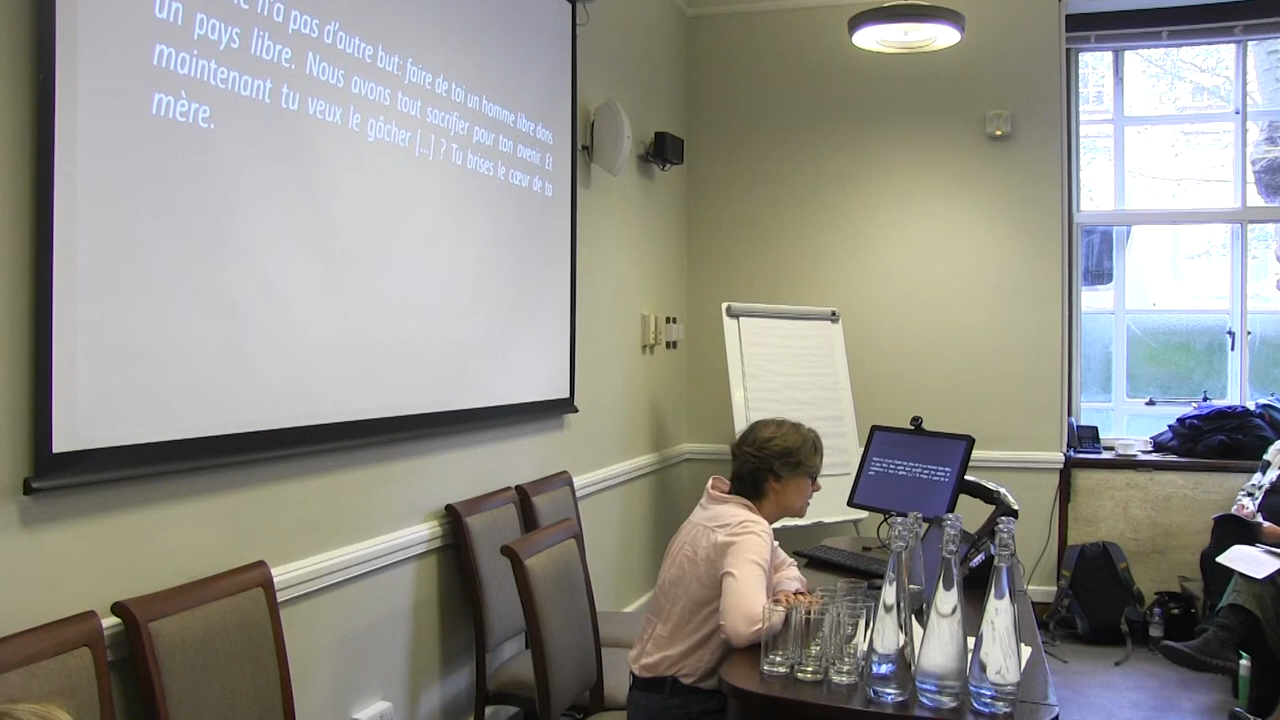 n'a pas d'autre but: faire de toi un homme libre dans
un pays libre. Nous avons tout sacrifier pour ton avenir. Et
maintenant tu veux le gâcher [...] ? Tu brises le cœur de ta
mère.